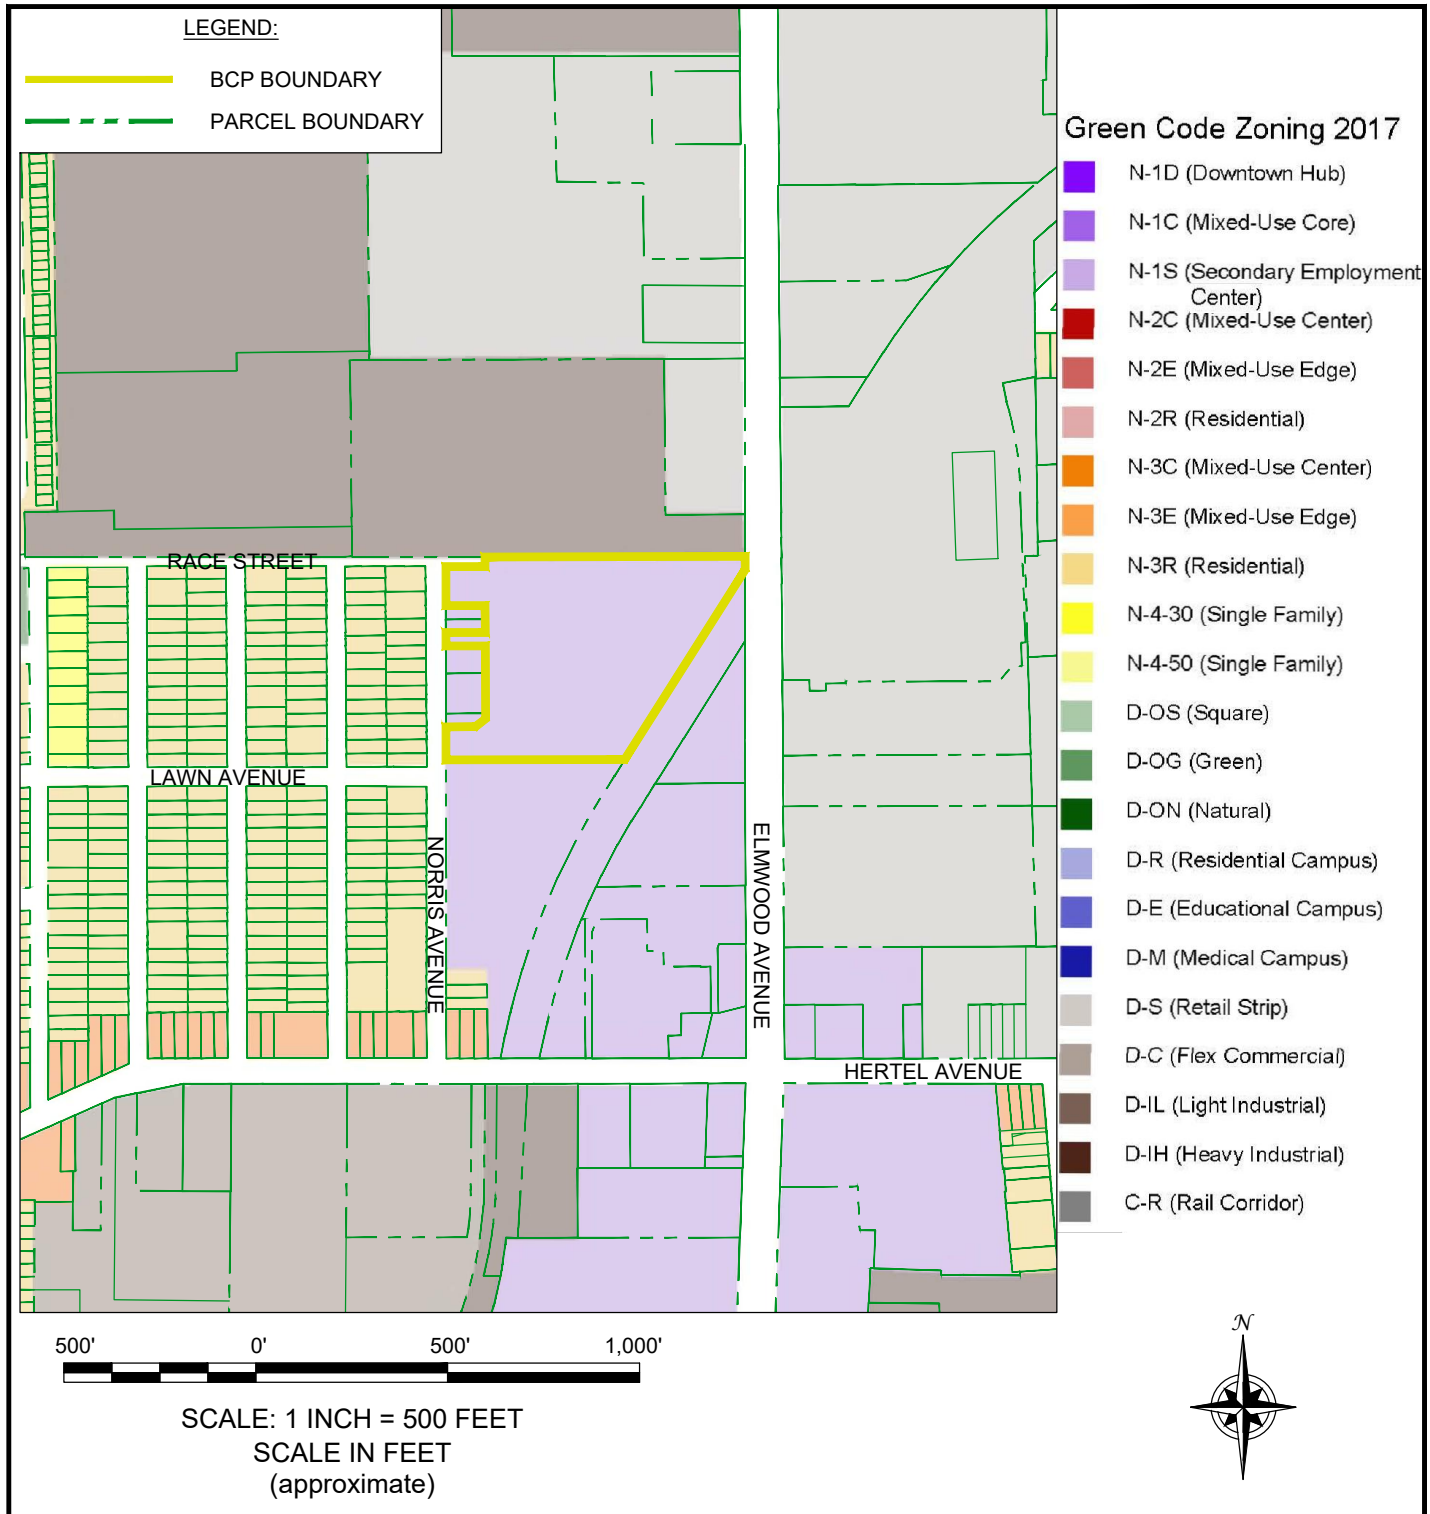 LEGEND:
BCP BOUNDARY
PARCEL BOUNDARY
Green Code Zoning 2017
N-1D (Downtown Hub)
N-1C (Mixed-Use Core)
N-1S (Secondary Employment
Center)
N-2C (Mixed-Use Center)
N-2E (Mixed-Use Edge)
N-2R (Residential)
N-3C (Mixed-Use Center)
N-3E (Mixed-Use Edge)
N-3R (Residential)
N-4-30 (Single Family)
N-4-50 (Single Family)
D-OS (Square)
D-OG (Green)
D-ON (Natural)
D-R (Residential Campus)
D-E (Educational Campus)
D-M (Medical Campus)
D-S (Retail Strip)
D-C (Flex Commercial)
D-IL (Light Industrial)
D-IH (Heavy Industrial)
C-R (Rail Corridor)
RACE STREET
LAWN AVENUE
NORRIS AVENUE
ELMWOOD AVENUE
HERTEL AVENUE
500' 0' 500' 1,000'
SCALE: 1 INCH = 500 FEET
SCALE IN FEET
(approximate)
N